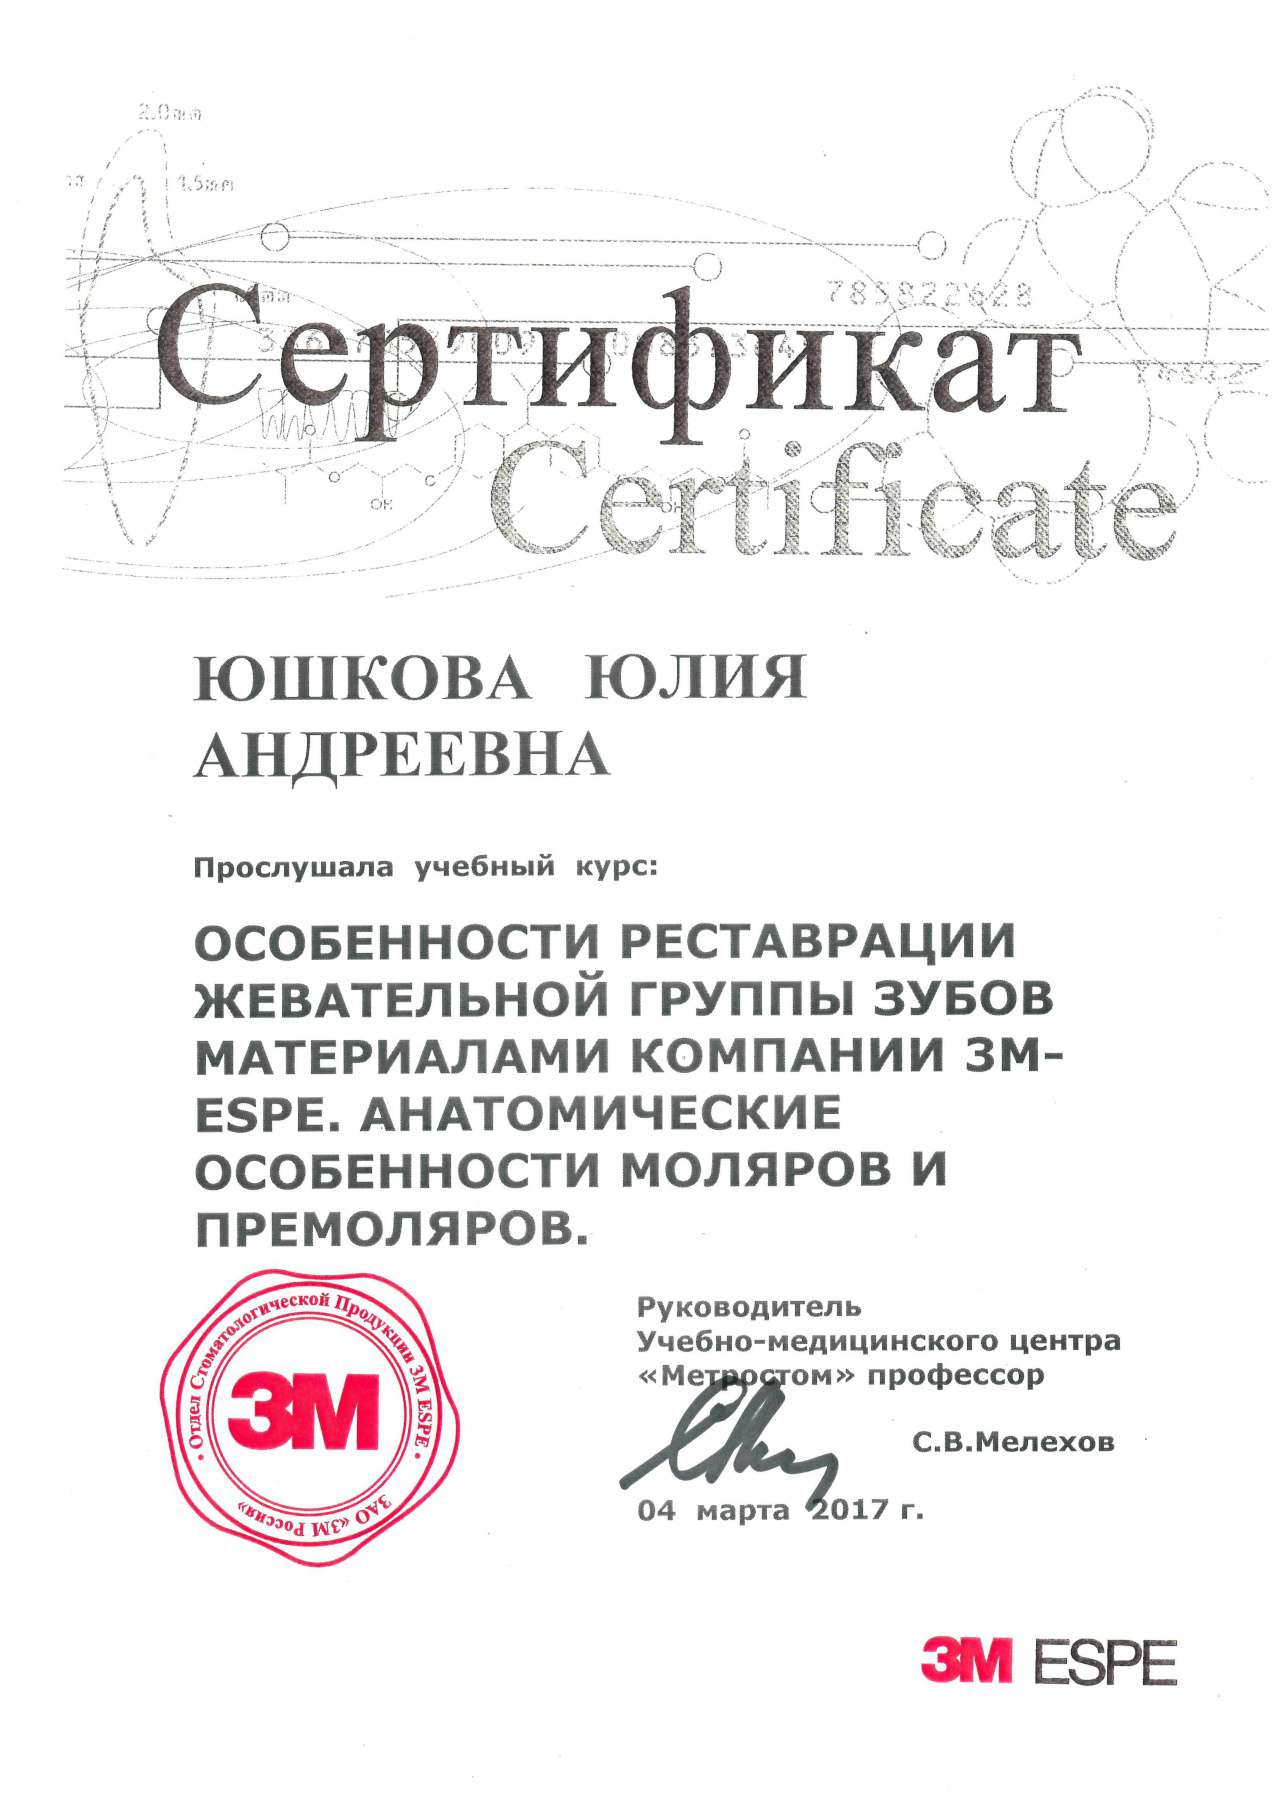 2.0mm
1.5mm
785822628
Сертификат
Certificate
OH
ЮШКОВА ЮЛИЯ
АНДРЕЕВНА
Прослушала учебный курс:
ОСОБЕННОСТИ РЕСТАВРАЦИИ
ЖЕВАТЕЛЬНОЙ ГРУППЫ ЗУБОВ
МАТЕРИАЛАМИ КОМПАНИИ 3М-
ESPE. АНАТОМИЧЕСКИЕ
ОСОБЕННОСТИ МОЛЯРОВ И
ПРЕМОЛЯРОВ.
• Отдел Стоматологической Продукции 3M ESPE •
3M
ЗАО «3М Россия»
Руководитель
Учебно-медицинского центра
«Метростом» профессор
С.В.Мелехов
04 марта 2017 г.
3M ESPE